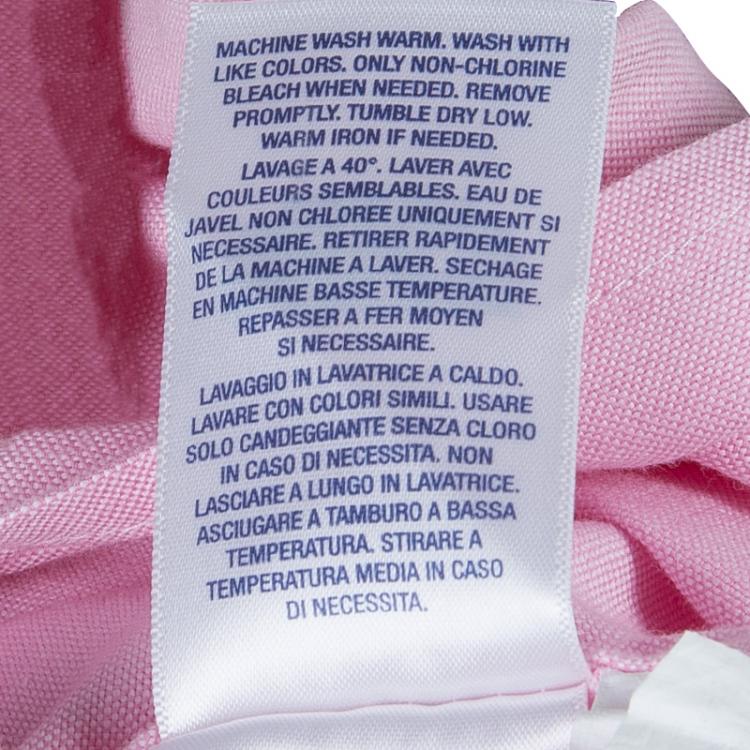 MACHINE WASH WARM. WASH WITH
LIKE COLORS. ONLY NON-CHLORINE
BLEACH WHEN NEEDED. REMOVE
PROMPTLY. TUMBLE DRY LOW.
WARM IRON IF NEEDED.
LAVAGE A 40°. LAVER AVEC
COULEURS SEMBLABLES. EAU DE
JAVEL NON CHLOREE UNIQUEMENT SI
NECESSAIRE. RETIRER RAPIDEMENT
DE LA MACHINE A LAVER. SECHAGE
EN MACHINE BASSE TEMPERATURE.
REPASSER A FER MOYEN
SI NECESSAIRE.
LAVAGGIO IN LAVATRICE A CALDO.
LAVARE CON COLORI SIMILI. USARE
SOLO CANDEGGIANTE SENZA CLORO
IN CASO DI NECESSITA. NON
LASCIARE A LUNGO IN LAVATRICE.
ASCIUGARE A TAMBURO A BASSA
TEMPERATURA. STIRARE A
TEMPERATURA MEDIA IN CASO
DI NECESSITA.